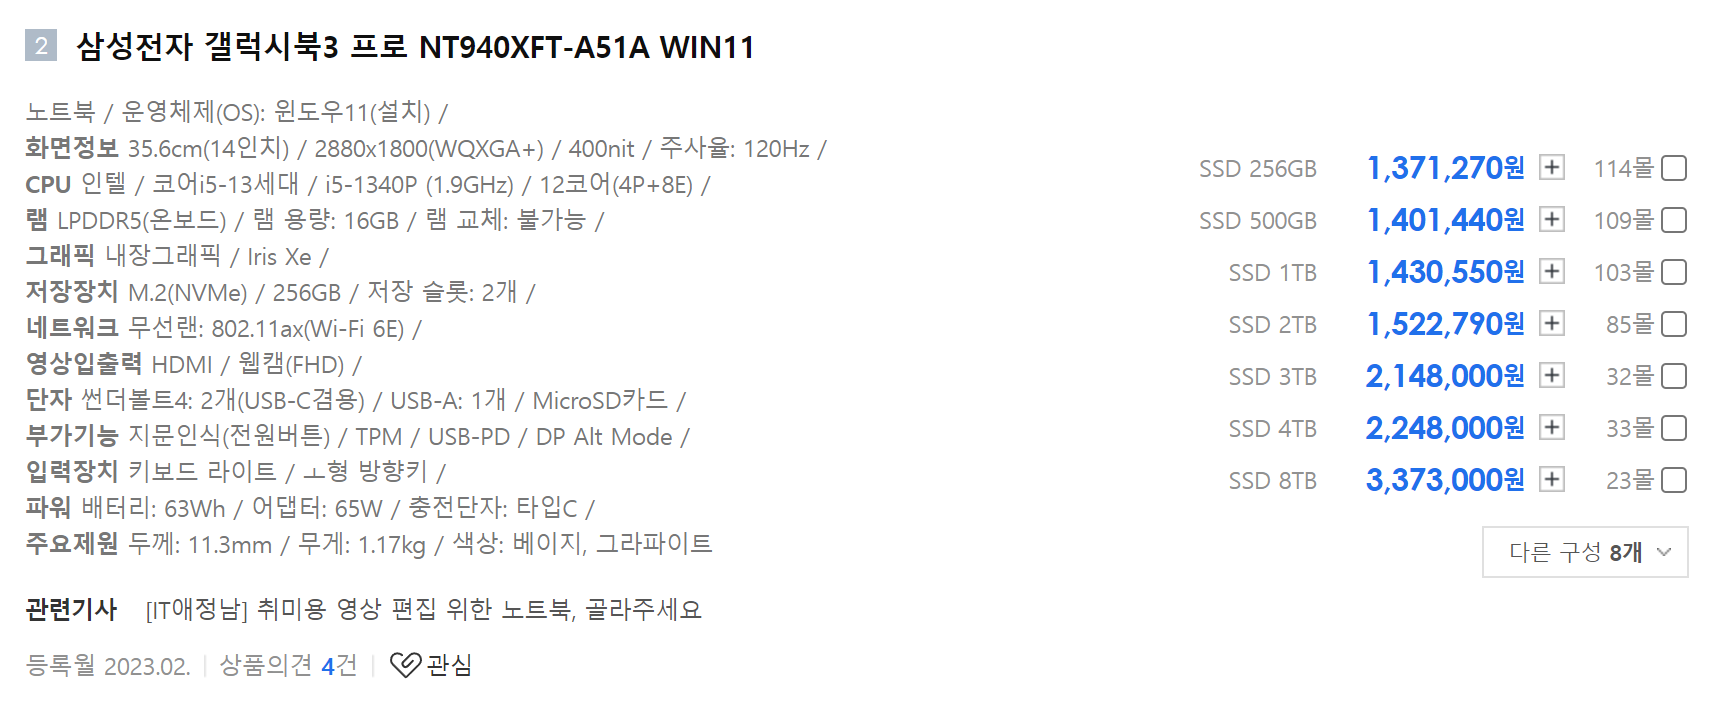 2 삼성전자 갤럭시북3 프로 NT940XFT-A51A WIN11
노트북 / 운영체제(OS): 윈도우11(설치) /
화면정보 35.6cm(14인치) / 2880x1800(WQXGA+) / 400nit / 주사율: 120Hz /
CPU 인텔 / 코어i5-13세대 / i5-1340P (1.9GHz) / 12코어(4P+8E) /
램 LPDDR5(온보드) / 램 용량: 16GB / 램 교체: 불가능 /
그래픽 내장그래픽 / Iris Xe /
저장장치 M.2(NVMe) / 256GB / 저장 슬롯: 2개 /
네트워크 무선랜: 802.11ax(Wi-Fi 6E) /
영상입출력 HDMI / 웹캠(FHD) /
단자 썬더볼트4: 2개(USB-C겸용) / USB-A: 1개 / MicroSD카드 /
부가기능 지문인식(전원버튼) / TPM / USB-PD / DP Alt Mode /
입력장치 키보드 라이트 / ㅗ형 방향키 /
파워 배터리: 63Wh / 어댑터: 65W / 충전단자: 타입C /
주요제원 두께: 11.3mm / 무게: 1.17kg / 색상: 베이지, 그라파이트
관련기사 [IT애정남] 취미용 영상 편집 위한 노트북, 골라주세요
등록월 2023.02. | 상품의견 4건 | 관심
SSD 256GB 1,371,270원 + 114몰
SSD 500GB 1,401,440원 + 109몰
SSD 1TB 1,430,550원 + 103몰
SSD 2TB 1,522,790원 + 85몰
SSD 3TB 2,148,000원 + 32몰
SSD 4TB 2,248,000원 + 33몰
SSD 8TB 3,373,000원 + 23몰
다른 구성 8개